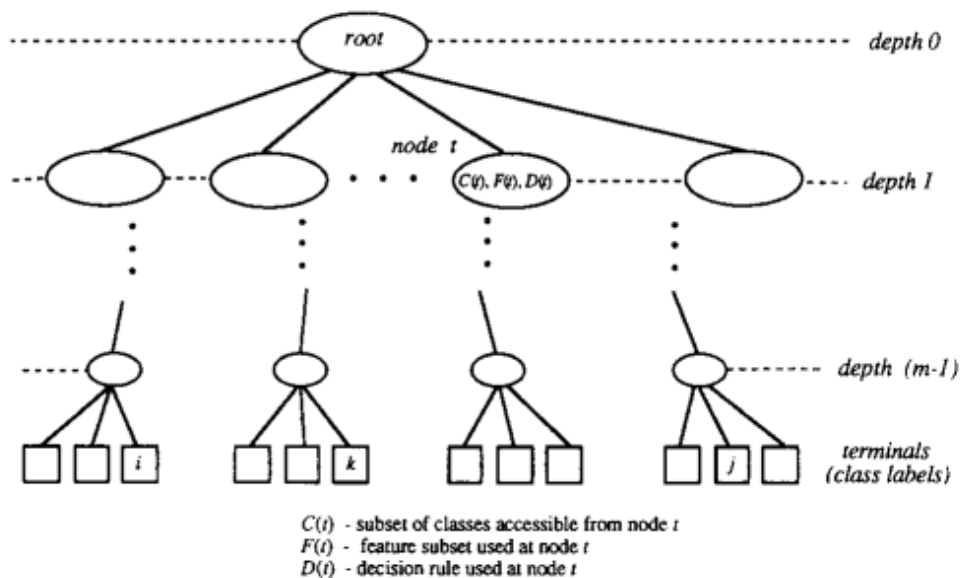 root
depth 0
node t
C(t), F(t), D(t)
depth 1
depth (m-1)
i
k
j
terminals
(class labels)
C(t) - subset of classes accessible from node t
F(t) - feature subset used at node t
D(t) - decision rule used at node t